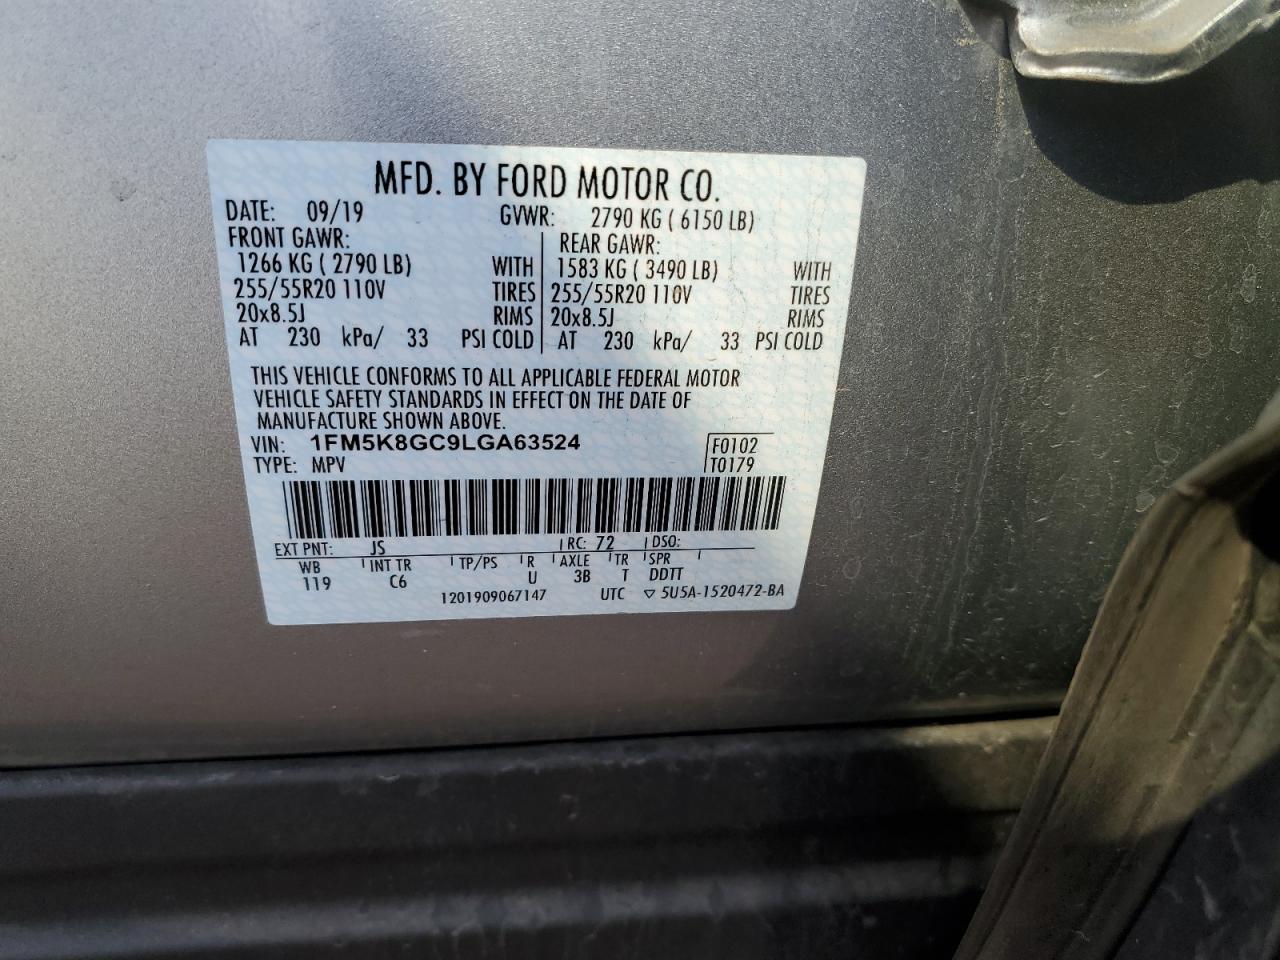 MFD. BY FORD MOTOR CO.
DATE: 09/19 GVWR: 2790 KG ( 6150 LB)
FRONT GAWR: REAR GAWR:
1266 KG ( 2790 LB) WITH 1583 KG ( 3490 LB) WITH
255/55R20 110V TIRES 255/55R20 110V TIRES
20x8.5J RIMS 20x8.5J RIMS
AT 230 kPa/ 33 PSI COLD AT 230 kPa/ 33 PSI COLD
THIS VEHICLE CONFORMS TO ALL APPLICABLE FEDERAL MOTOR
VEHICLE SAFETY STANDARDS IN EFFECT ON THE DATE OF
MANUFACTURE SHOWN ABOVE.
VIN: 1FM5K8GC9LGA63524 F0102
TYPE: MPV T0179
EXT PNT: JS RC: 72 DSO:
WB INT TR TP/PS R AXLE TR SPR
119 C6 U 3B T DDTT
1201909067147 UTC ▽ 5U5A-1520472-BA